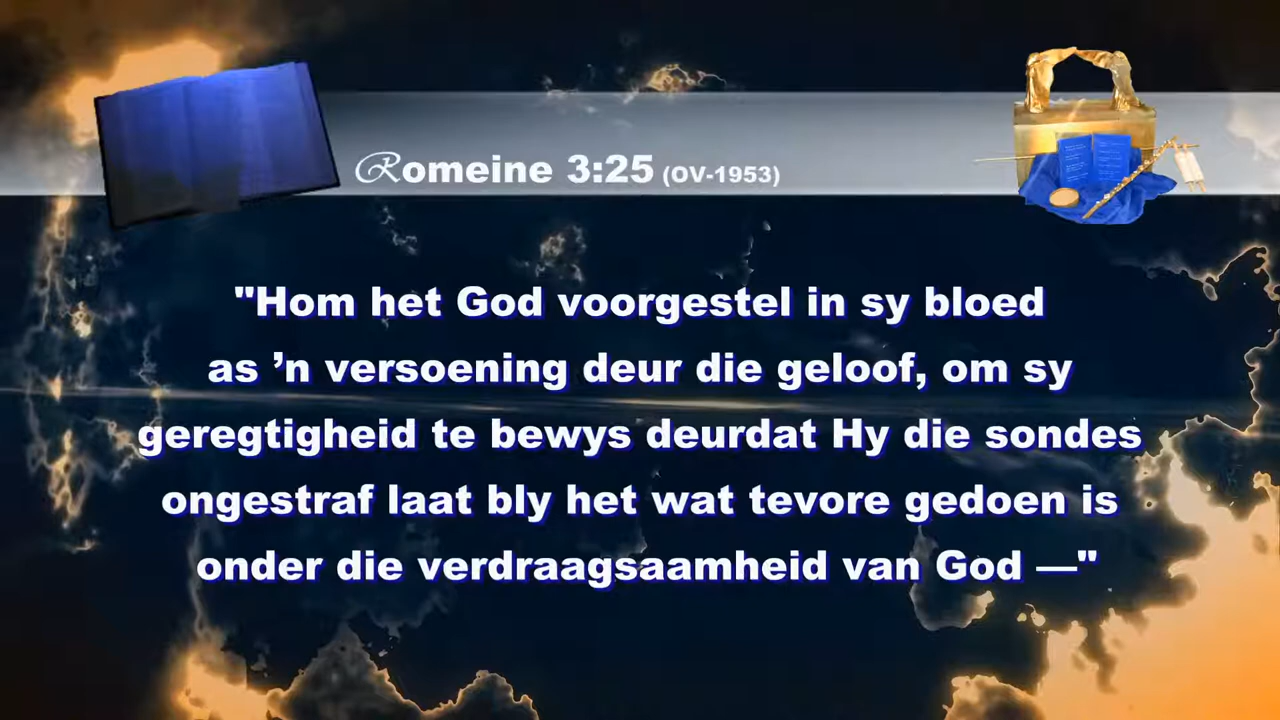 Romeine 3:25 (OV-1953)
"Hom het God voorgestel in sy bloed
as ’n versoening deur die geloof, om sy
geregtigheid te bewys deurdat Hy die sondes
ongestraf laat bly het wat tevore gedoen is
onder die verdraagsaamheid van God —"